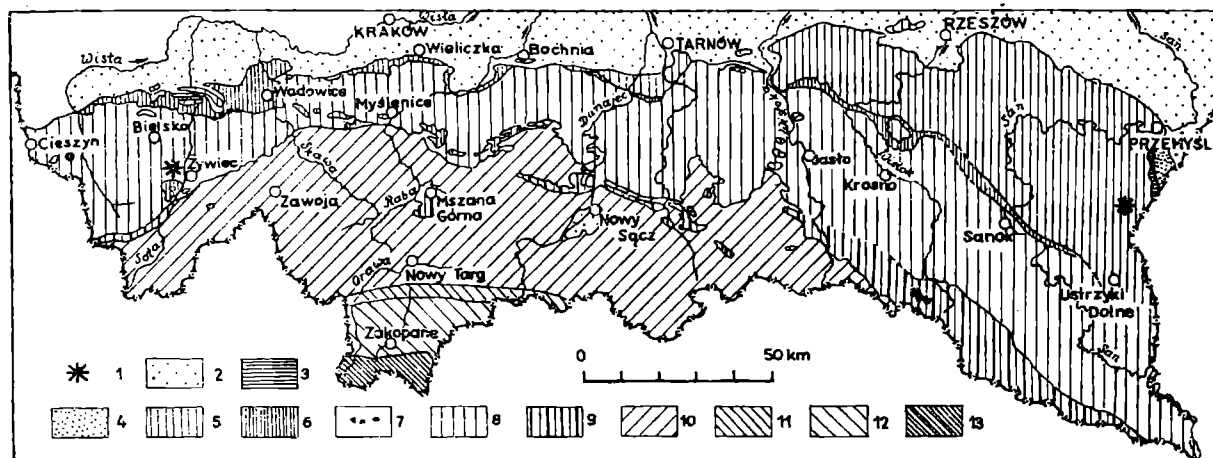 KRAKÓW
Wisła
RZESZÓW
San
Wieliczka
Bochnia
TARNÓW
Wisła
Wadowice
Myślenice
Dunajec
San
Bielsko
Cieszyn
PRZEMYŚL
Żywiec
Skawa
Jasło
Wisłok
Krosno
Zawoja
Raba
Mszana
Górna
Nowy
Sącz
Sanok
Soła
Orawa
Nowy Targ
Ustrzyki
Dolne
Zakopane
San
0 50 km
1 2 3
4 5 6 7 8 9 10 11 12 13